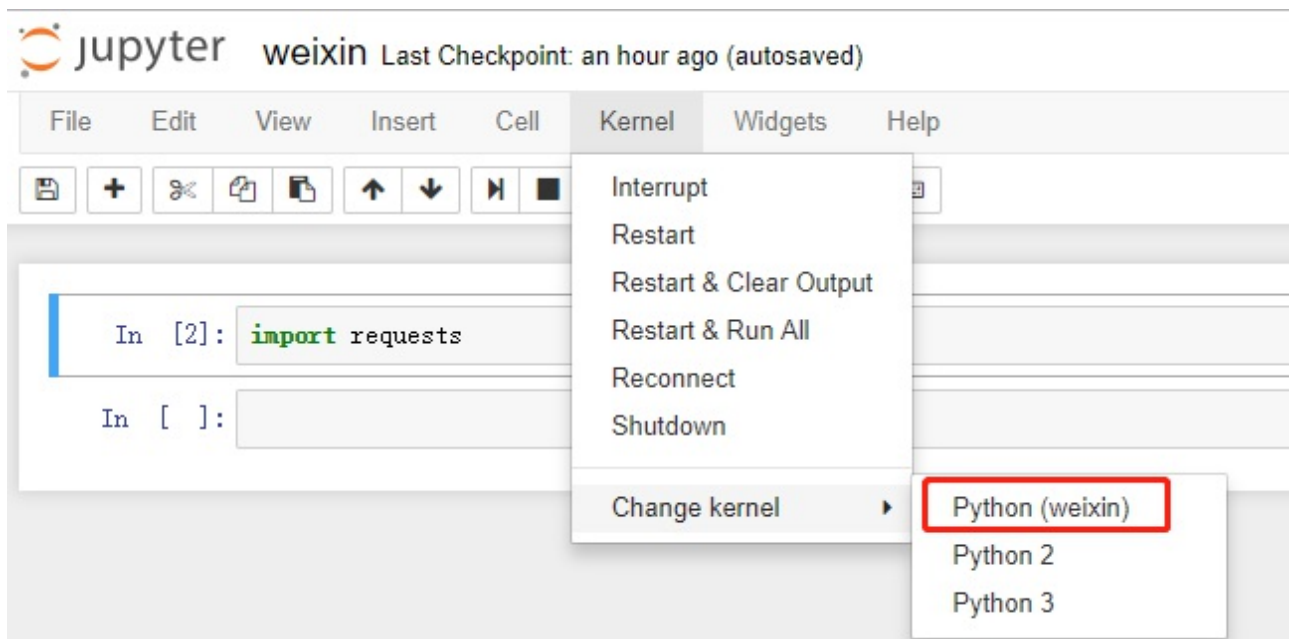 jupyter weixin Last Checkpoint: an hour ago (autosaved)
File Edit View Insert Cell Kernel Widgets Help
Interrupt
Restart
Restart & Clear Output
Restart & Run All
Reconnect
Shutdown
Change kernel
Python (weixin)
Python 2
Python 3
In [2]: import requests
In [ ]: